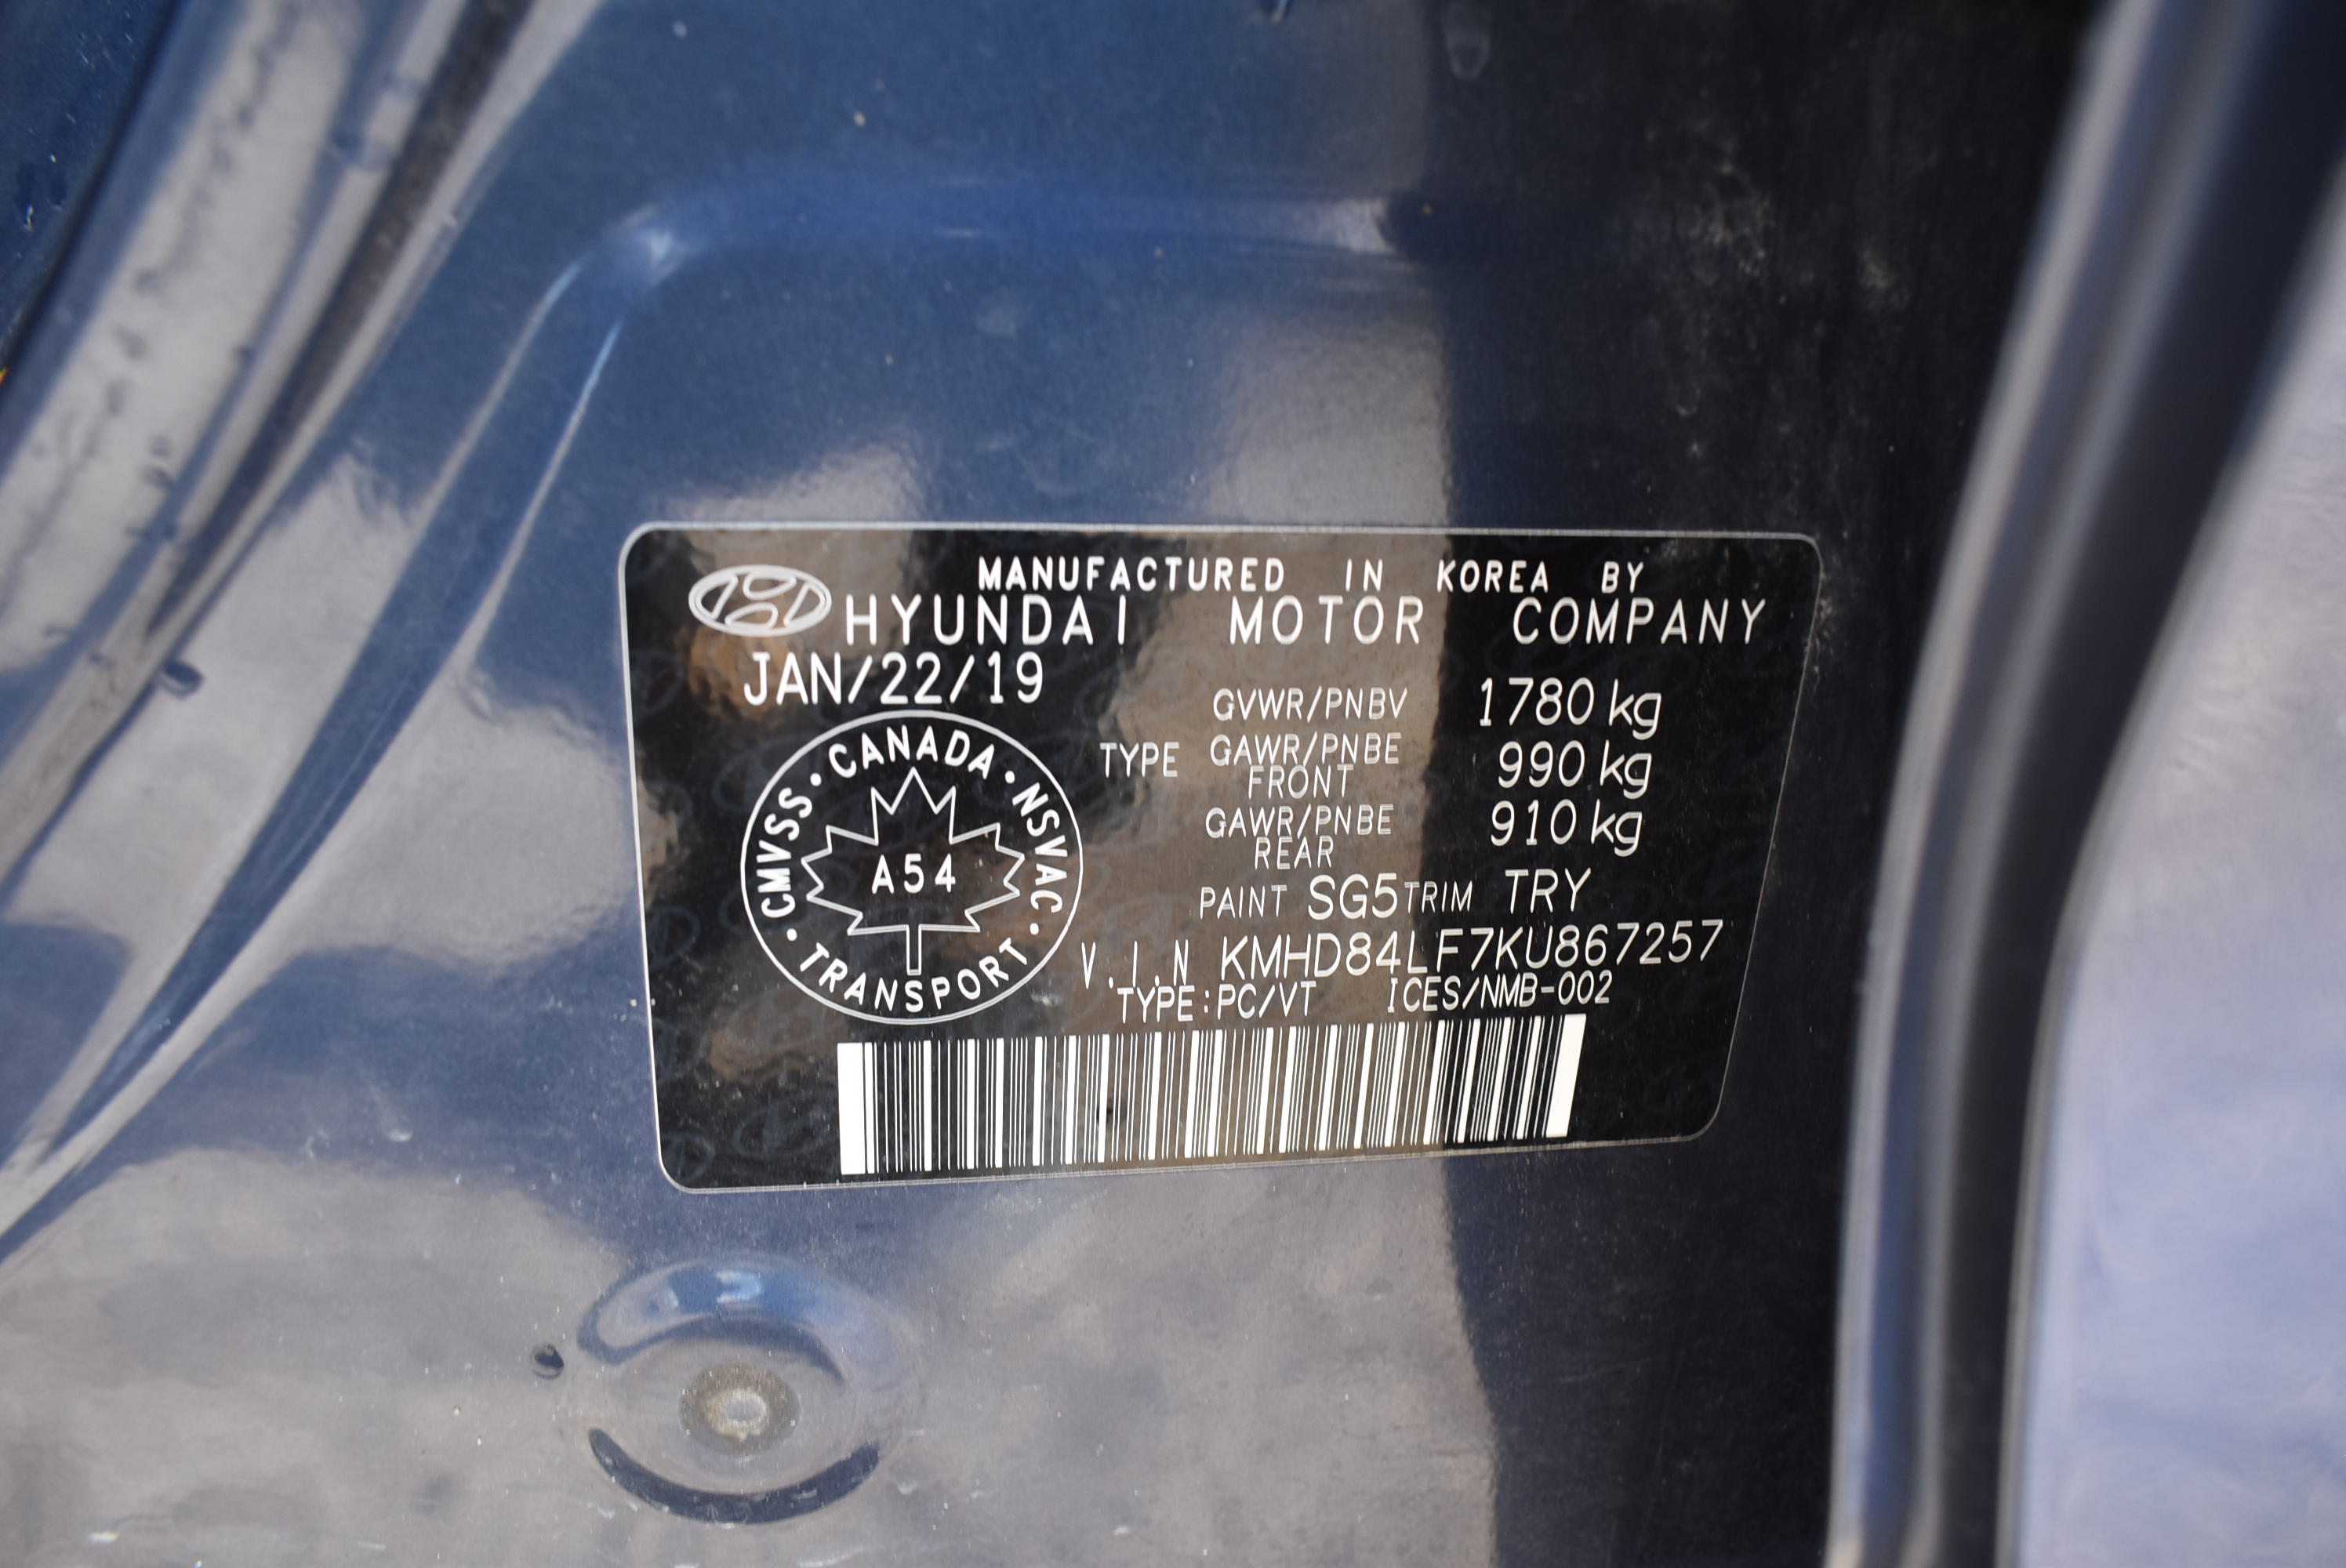 MANUFACTURED IN KOREA BY
HYUNDAI MOTOR COMPANY
JAN/22/19
CMVSS • CANADA • NSVAC • TRANSPORT •
A54
GVWR/PNBV 1780 kg
TYPE GAWR/PNBE FRONT 990 kg
GAWR/PNBE REAR 910 kg
PAINT SG5 TRIM TRY
V.I.N KMHD84LF7KU867257
TYPE:PC/VT ICES/NMB-002